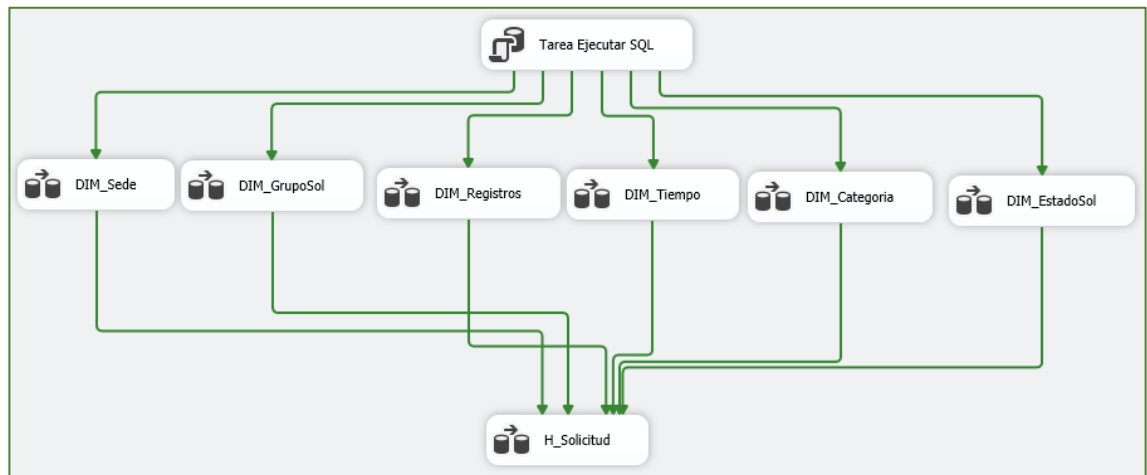 Tarea Ejecutar SQL
DIM_Sede
DIM_GrupoSol
DIM_Registros
DIM_Tiempo
DIM_Categoria
DIM_EstadoSol
H_Solicitud